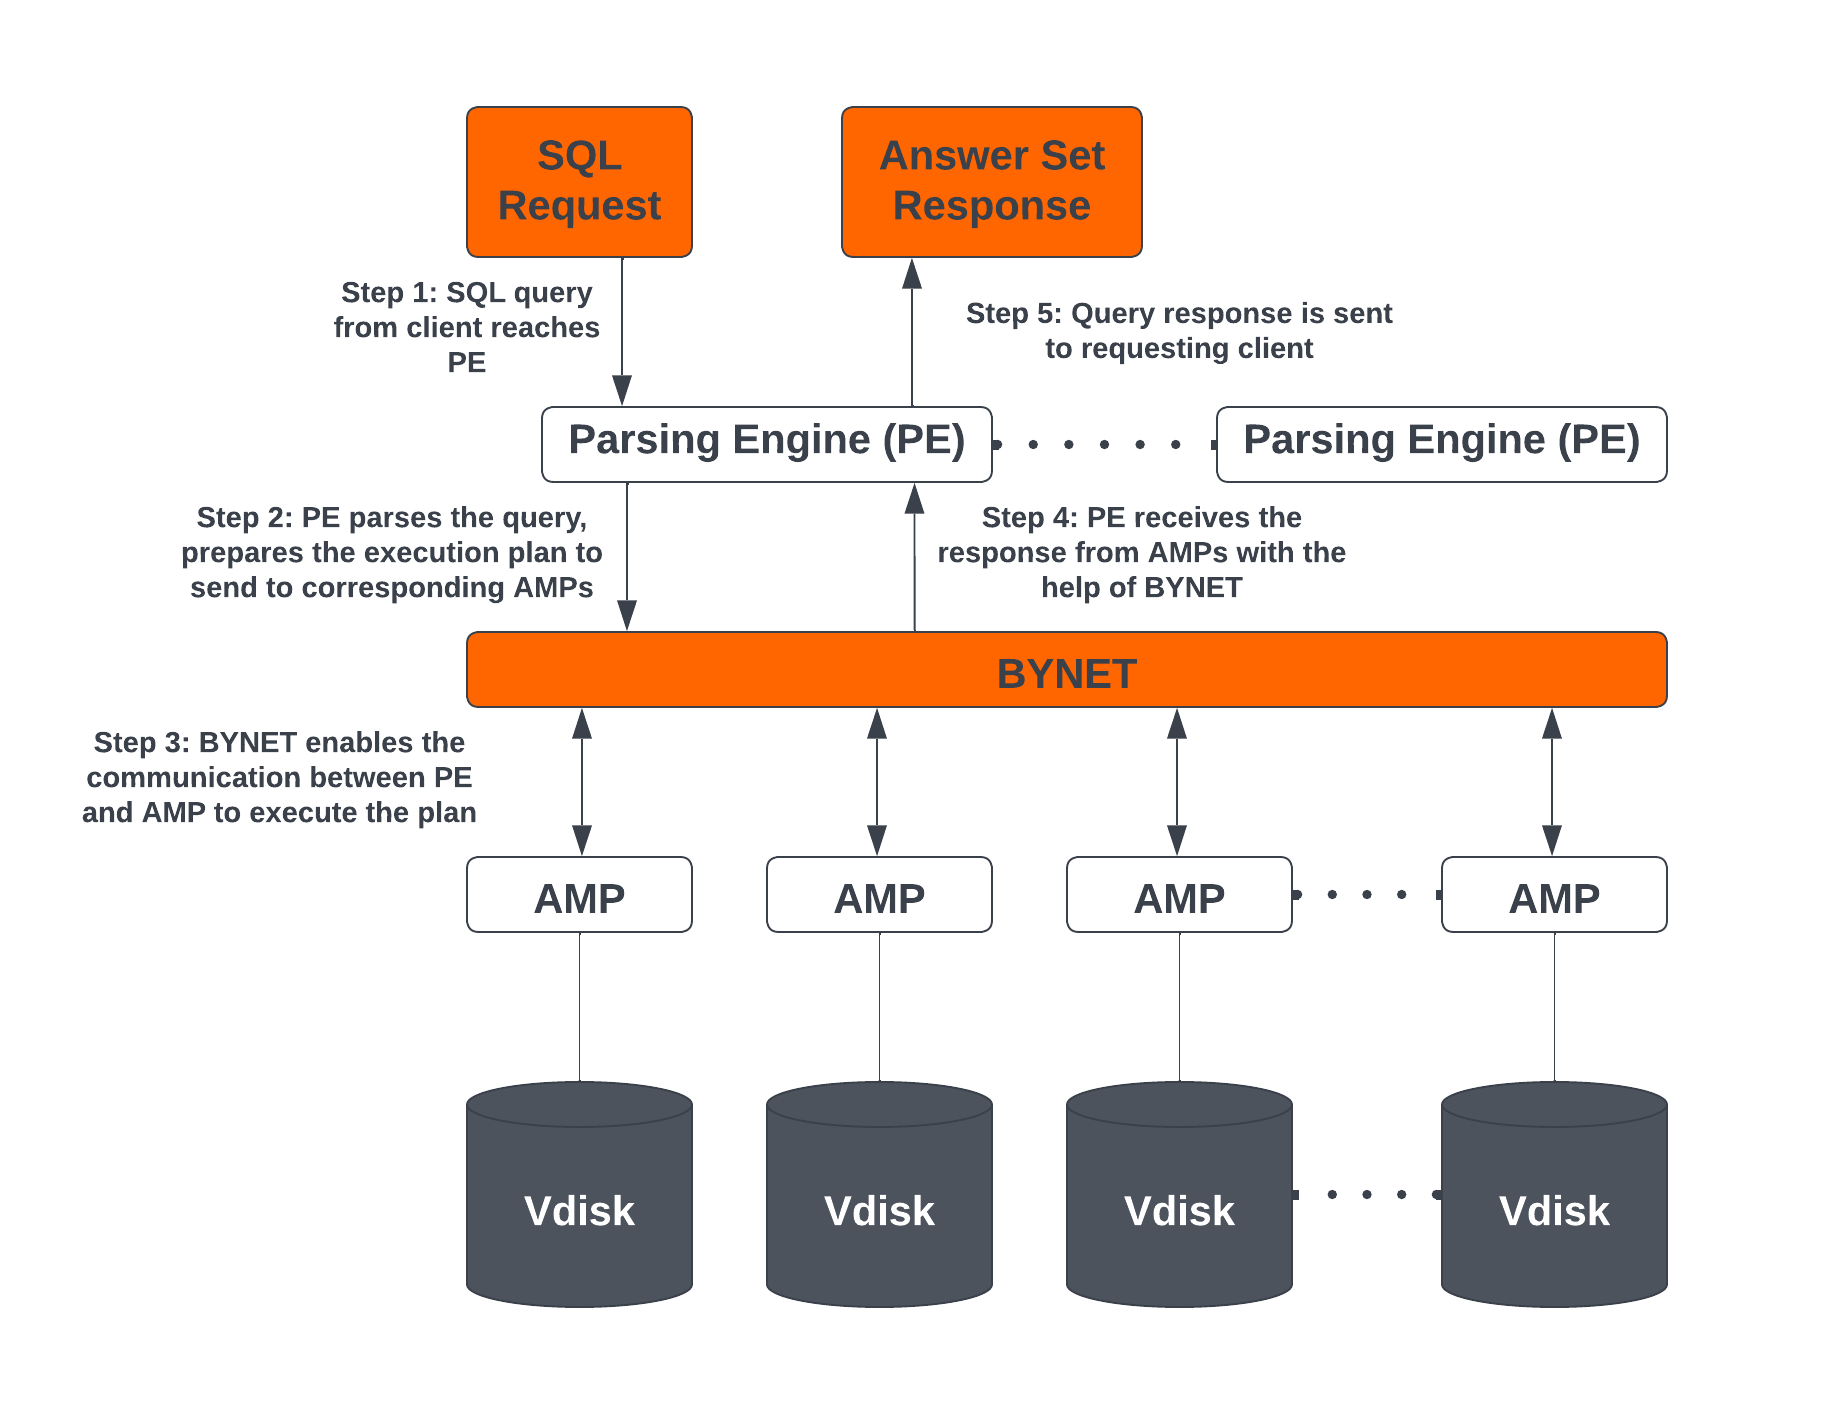 SQL
Request
Answer Set
Response
Step 1: SQL query
from client reaches
PE
Step 5: Query response is sent
to requesting client
Parsing Engine (PE)
Parsing Engine (PE)
Step 2: PE parses the query,
prepares the execution plan to
send to corresponding AMPs
Step 4: PE receives the
response from AMPs with the
help of BYNET
BYNET
Step 3: BYNET enables the
communication between PE
and AMP to execute the plan
AMP
AMP
AMP
AMP
Vdisk
Vdisk
Vdisk
Vdisk